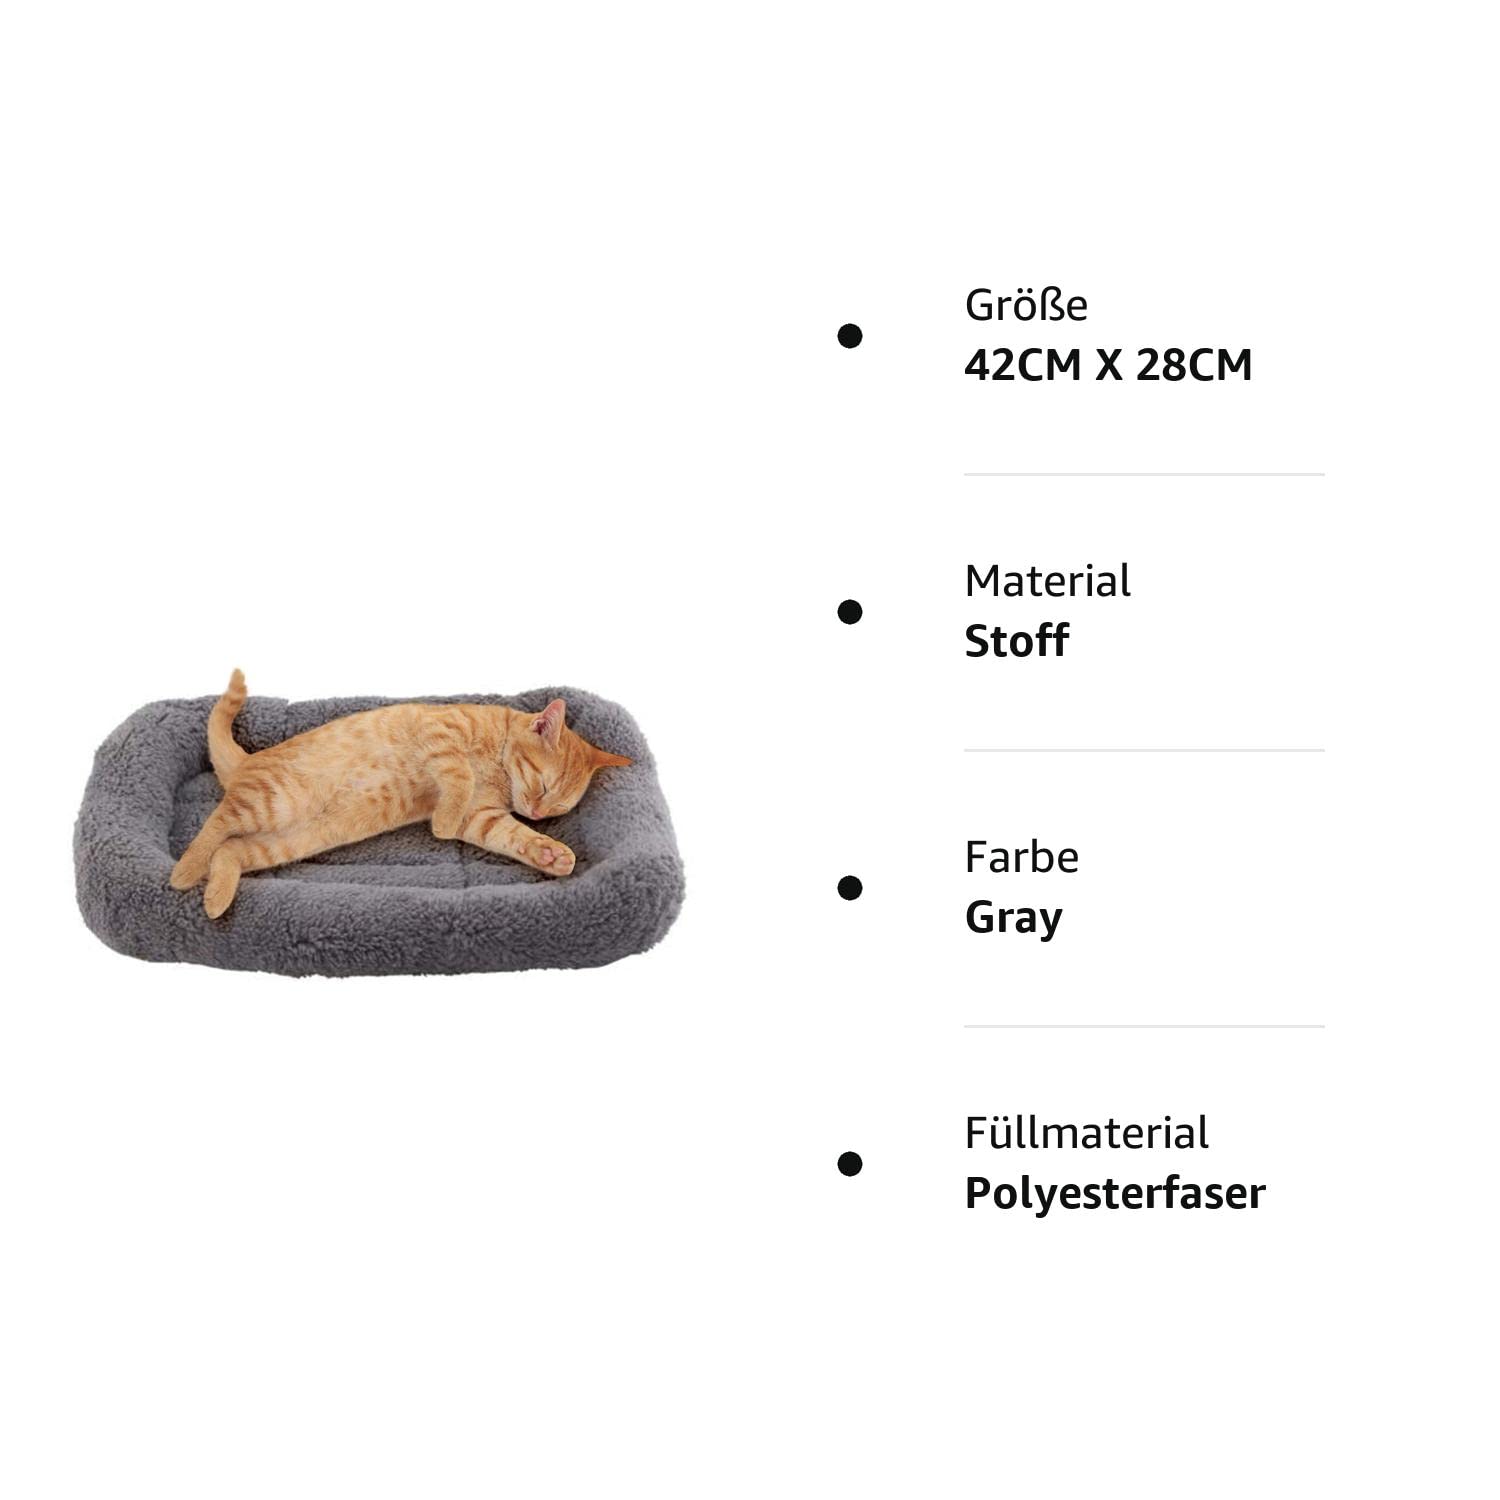 Größe
42CM X 28CM
Material
Stoff
Farbe
Gray
Füllmaterial
Polyesterfaser